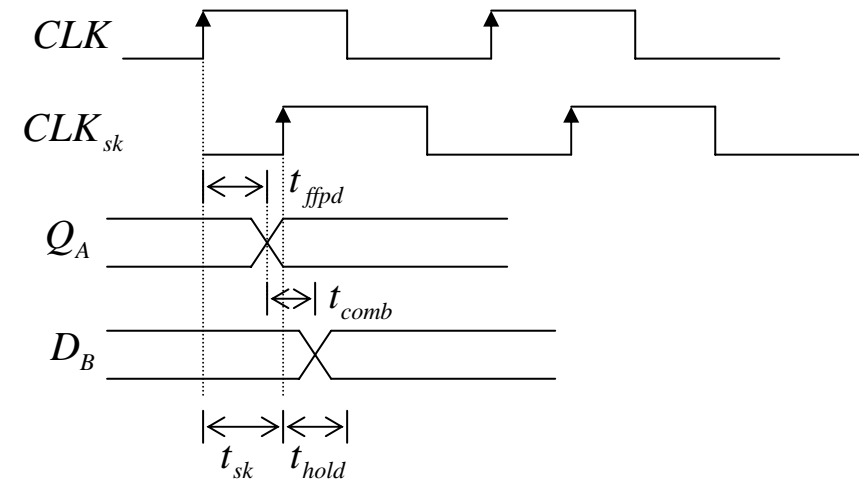 CLK
CLK_sk
t_ffpd
Q_A
t_comb
D_B
t_sk t_hold